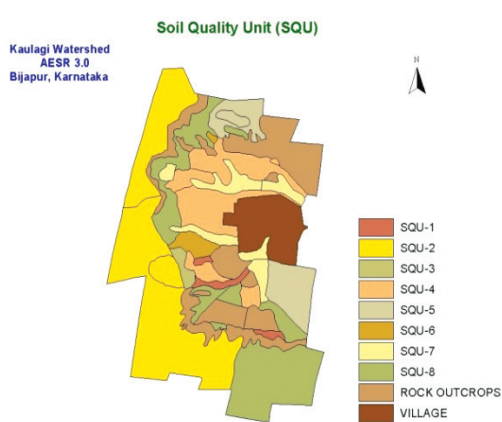 Soil Quality Unit (SQU)
Kaulagi Watershed
AESR 3.0
Bijapur, Karnataka
N
SQU-1
SQU-2
SQU-3
SQU-4
SQU-5
SQU-6
SQU-7
SQU-8
ROCK OUTCROPS
VILLAGE